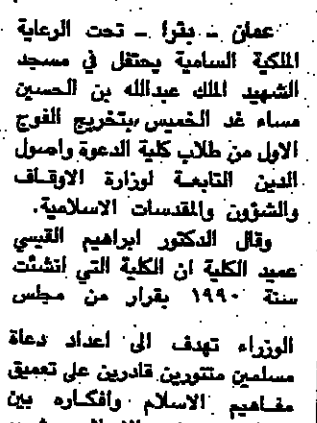 عمان - بترا - تحت الرعاية
الملكية السامية يحتفل في مسجد
الشهيد الملك عبدالله بن الحسين
مساء غد الخميس بتخريج الفوج
الاول من طلاب كلية الدعوة واصول
الدين التابعة لوزارة الاوقاف
والشؤون والمقدسات الاسلامية.
وقال الدكتور ابراهيم القيسي
عميد الكلية ان الكلية التي انشئت
سنة ١٩٩٠ بقرار من مجلس
الوزراء تهدف الى اعداد دعاة
مسلمين متنورين قادرين على تعميق
مفاهيم الاسلام وافكاره بين